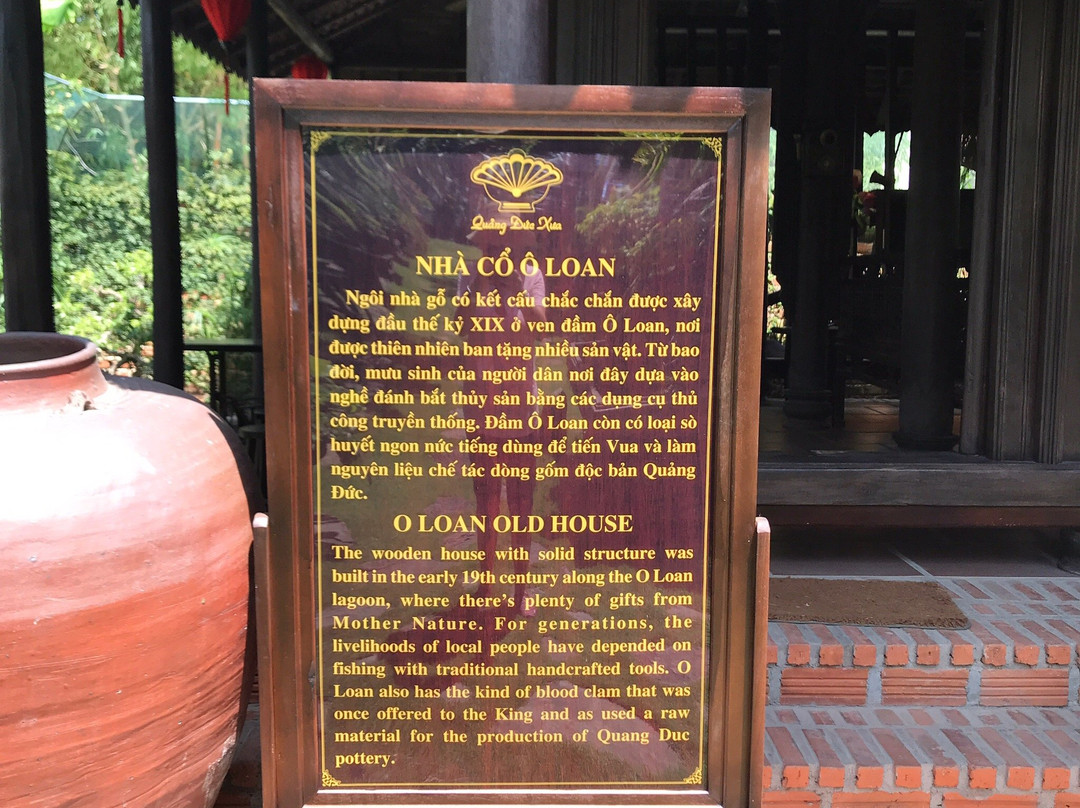 Quảng Đức Xưa
NHÀ CỔ Ô LOAN
Ngôi nhà gỗ có kết cấu chắc chắn được xây
dựng đầu thế kỷ XIX ở ven đầm Ô Loan, nơi
được thiên nhiên ban tặng nhiều sản vật. Từ bao
đời, mưu sinh của người dân nơi đây dựa vào
nghề đánh bắt thủy sản bằng các dung cụ thủ
công truyền thống. Đầm Ô Loan còn có loại sò
huyết ngon nức tiếng dùng để tiến Vua và làm
nguyên liệu chế tác dòng gốm độc bản Quảng
Đức.
O LOAN OLD HOUSE
The wooden house with solid structure was
built in the early 19th century along the O Loan
lagoon, where there's plenty of gifts from
Mother Nature. For generations, the
livelihoods of local people have depended on
fishing with traditional handcrafted tools. O
Loan also has the kind of blood clam that was
once offered to the King and as used a raw
material for the production of Quang Duc
pottery.